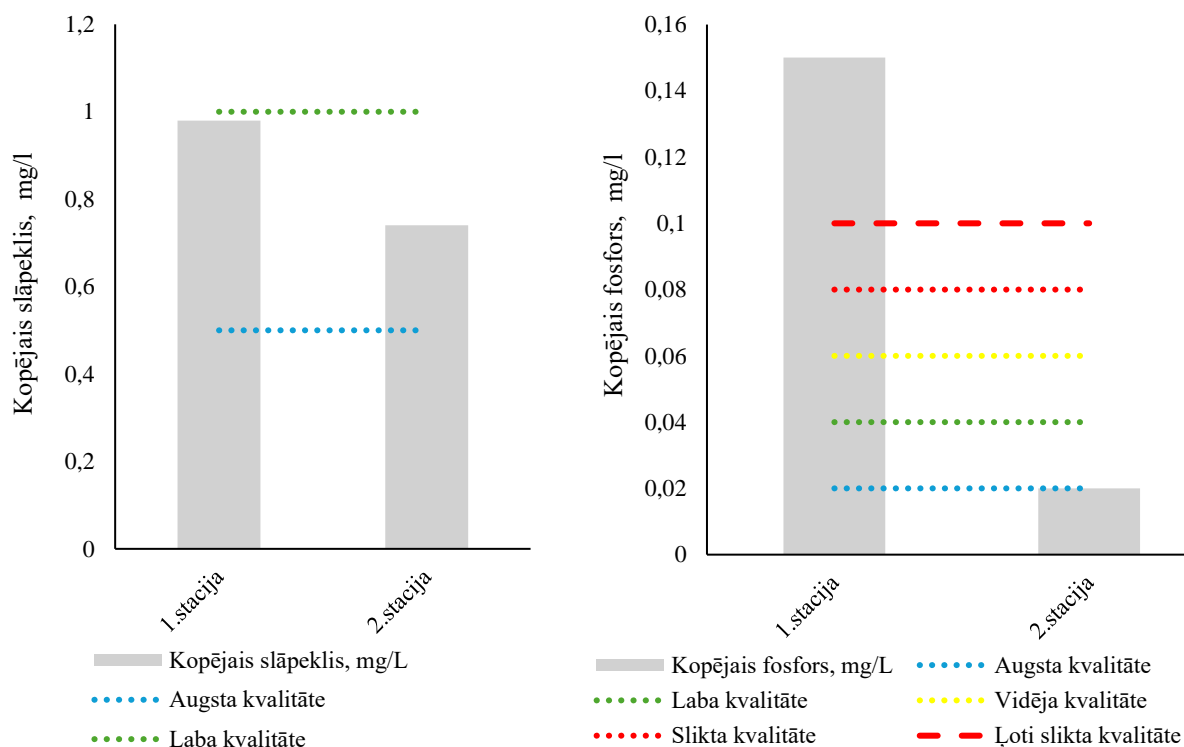 Kopējais slāpeklis,  mg/l
1,2
1
0,8
0,6
0,4
0,2
0
1.stacija
2.stacija
Kopējais slāpeklis, mg/L
Augsta kvalitāte
Laba kvalitāte
Kopējais fosfors,  mg/l
0,16
0,14
0,12
0,1
0,08
0,06
0,04
0,02
0
1.stacija
2.stacija
Kopējais fosfors, mg/L
Augsta kvalitāte
Laba kvalitāte
Vidēja kvalitāte
Slikta kvalitāte
Ļoti slikta kvalitāte